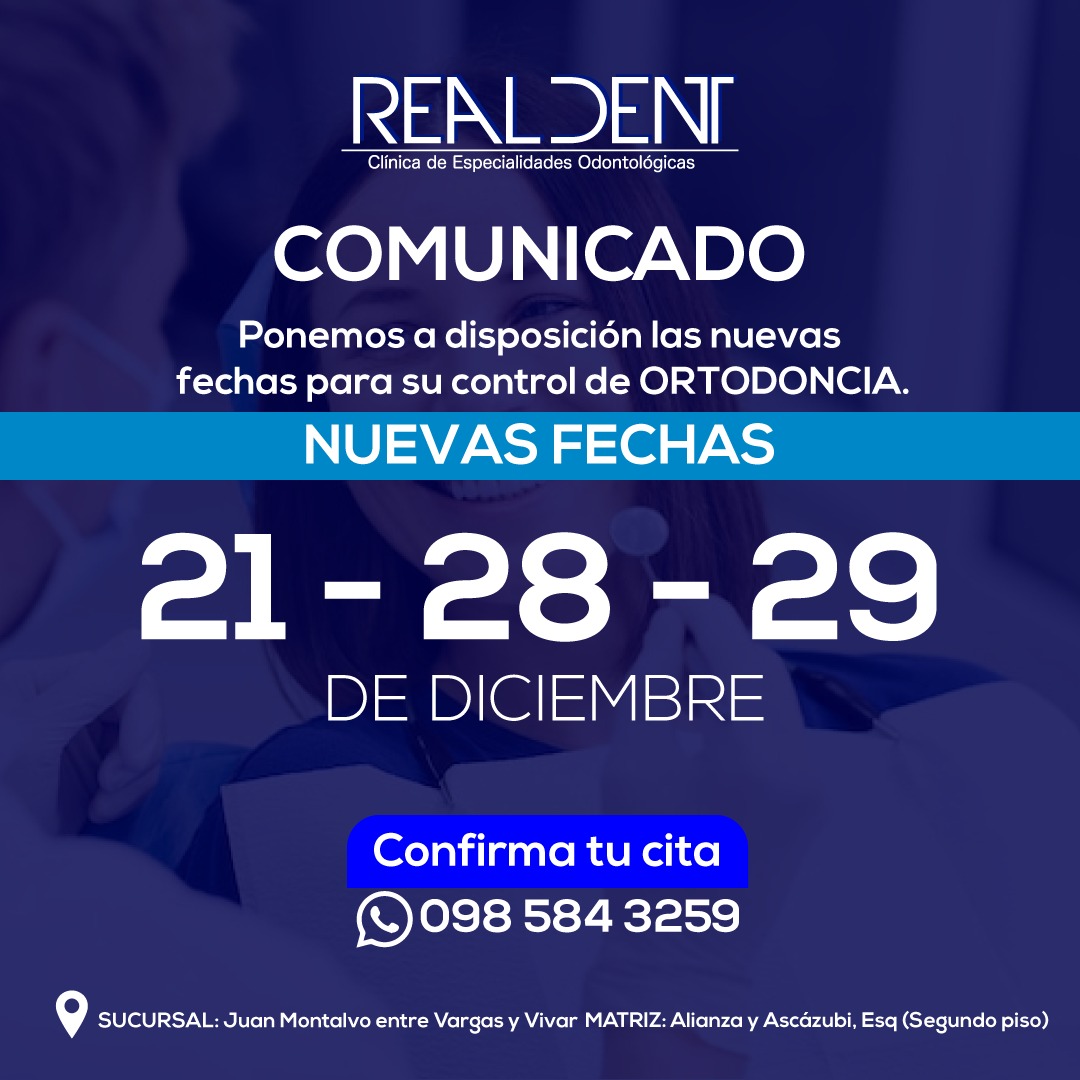 REALDENT
Clínica de Especialidades Odontológicas
COMUNICADO
Ponemos a disposición las nuevas
fechas para su control de ORTODONCIA.
NUEVAS FECHAS
21 - 28 - 29
DE DICIEMBRE
Confirma tu cita
098 584 3259
SUCURSAL: Juan Montalvo entre Vargas y Vivar MATRIZ: Alianza y Ascázubi, Esq (Segundo piso)